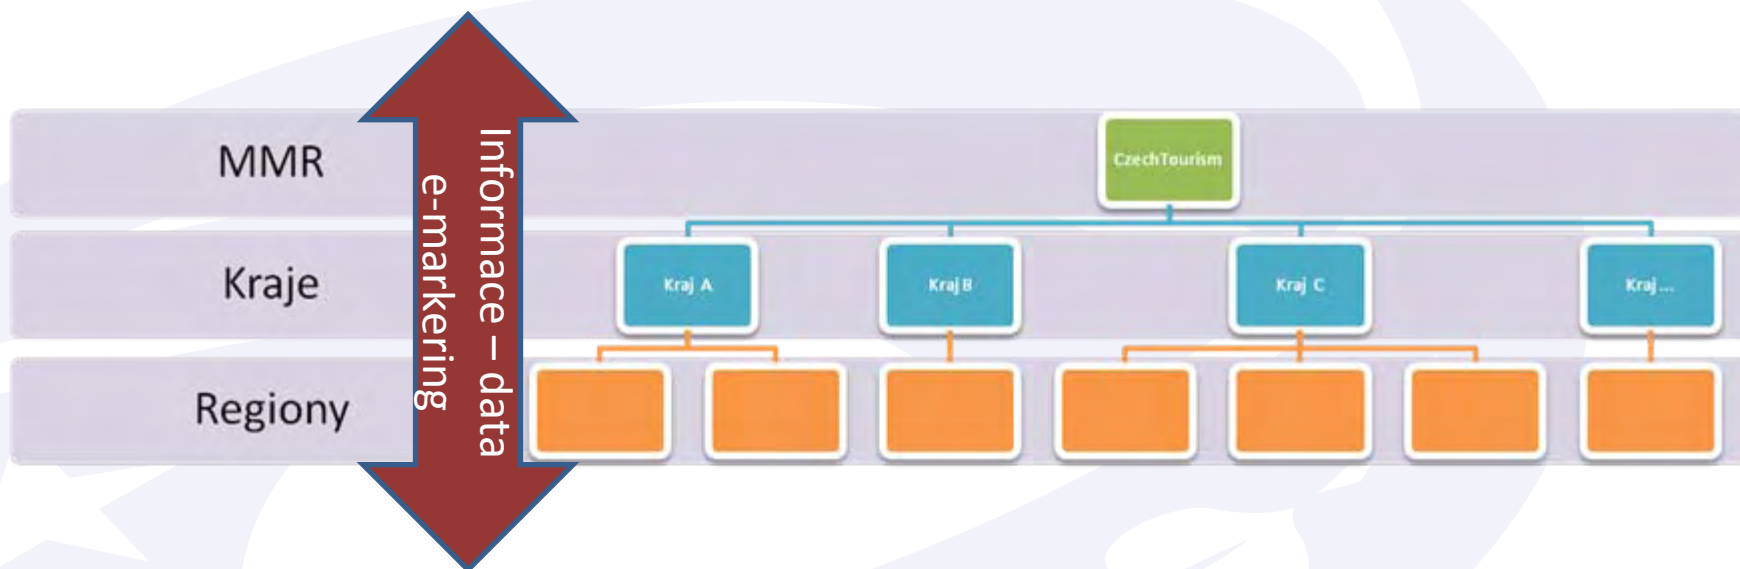 MMR
CzechTourism
Kraje
Kraj A
Kraj B
Kraj C
Kraj ...
Regiony
Informace – data
e-markering